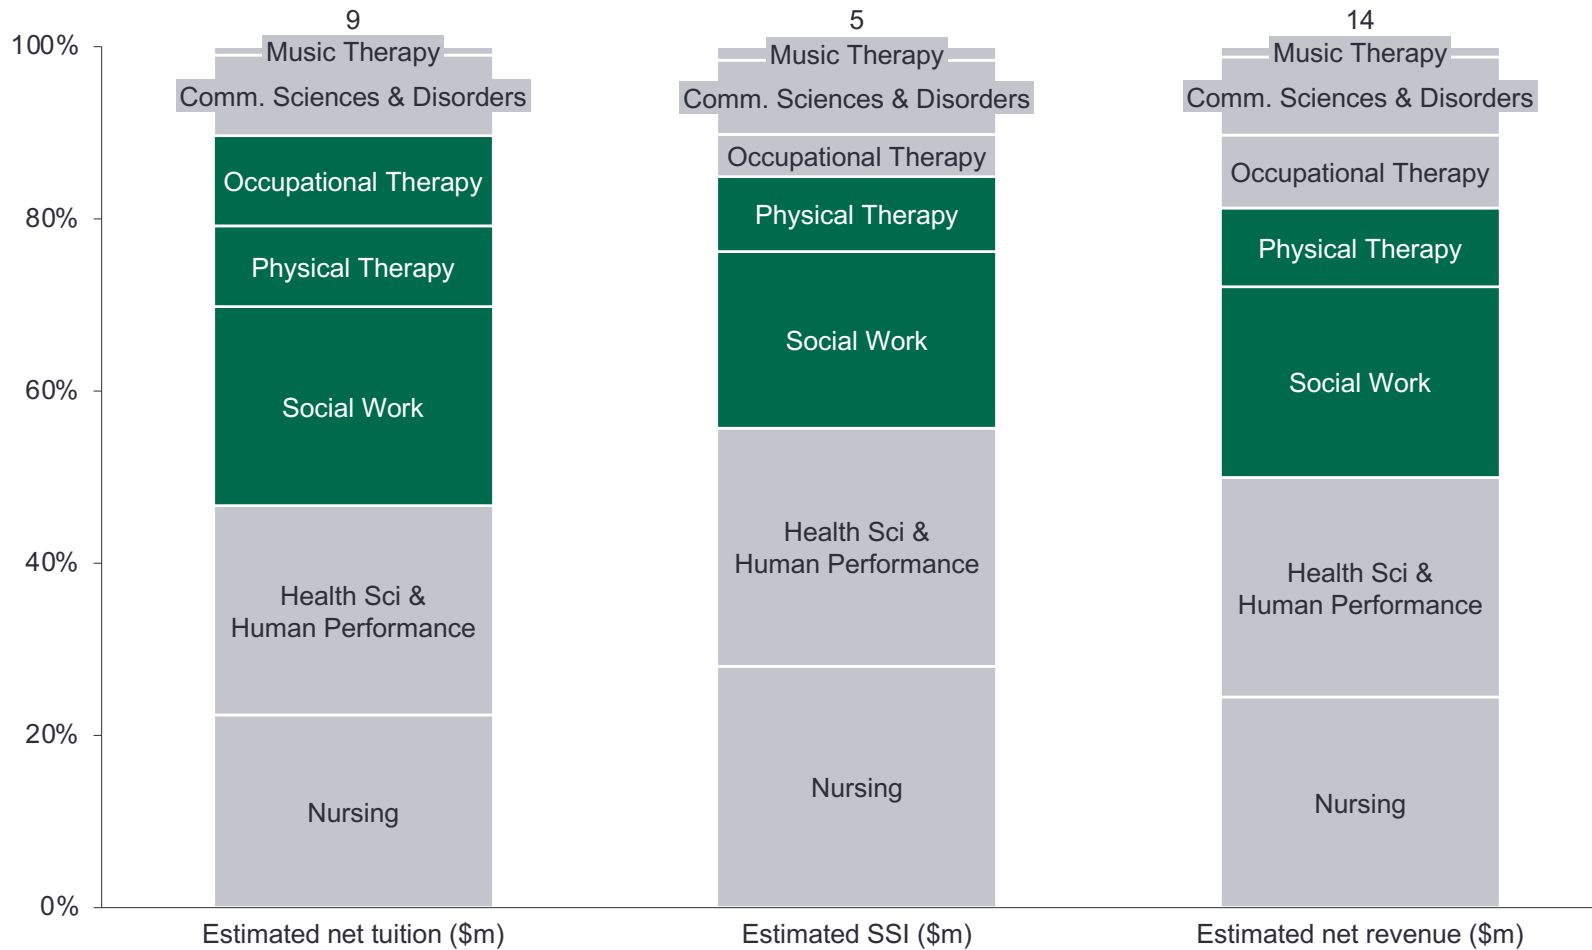 9
5
14
100%
80%
60%
40%
20%
0%
Music Therapy
Comm. Sciences & Disorders
Occupational Therapy
Physical Therapy
Social Work
Health Sci &
Human Performance
Nursing
Music Therapy
Comm. Sciences & Disorders
Occupational Therapy
Physical Therapy
Social Work
Health Sci &
Human Performance
Nursing
Music Therapy
Comm. Sciences & Disorders
Occupational Therapy
Physical Therapy
Social Work
Health Sci &
Human Performance
Nursing
Estimated net tuition ($m)
Estimated SSI ($m)
Estimated net revenue ($m)